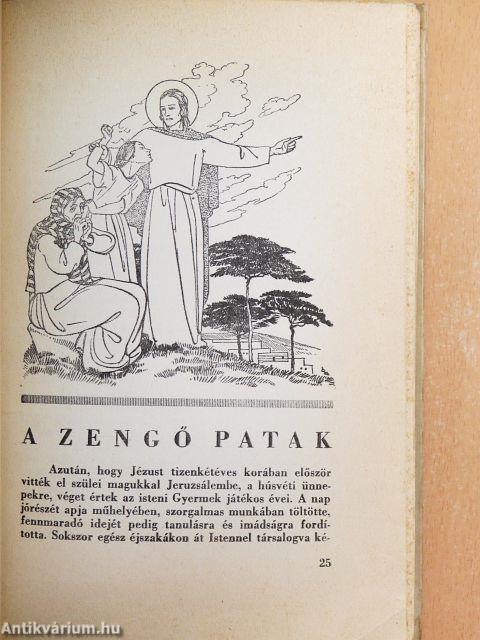 A ZENGŐ PATAK
Azután, hogy Jézust tizenkétéves korában először
vitték el szülei magukkal Jeruzsálembe, a húsvéti ünne-
pekre, véget értek az isteni Gyermek játékos évei. A nap
jórészét apja műhelyében, szorgalmas munkában töltötte,
fennmaradó idejét pedig tanulásra és imádságra fordí-
totta. Sokszor egész éjszakákon át Istennel társalogva ké-
25
Antikvárium.hu